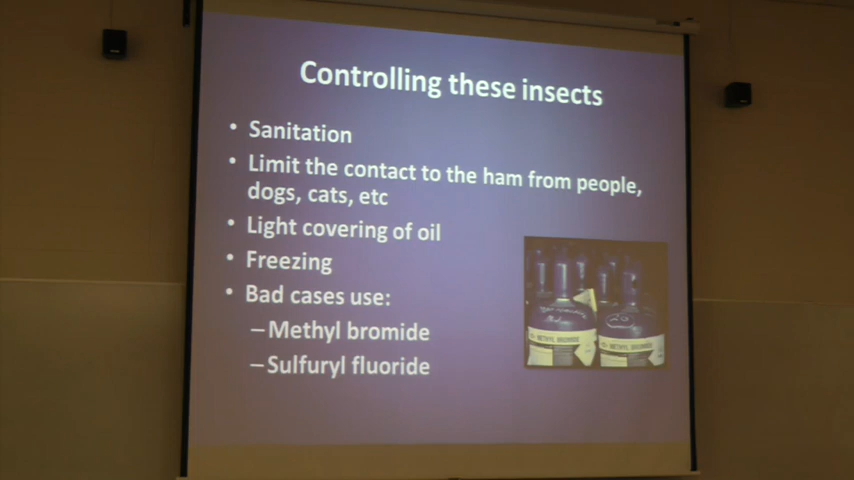 Controlling these insects
• Sanitation
• Limit the contact to the ham from people,
dogs, cats, etc
• Light covering of oil
• Freezing
• Bad cases use:
– Methyl bromide
– Sulfuryl fluoride
METHYL BROMIDE
METHYL BROMIDE